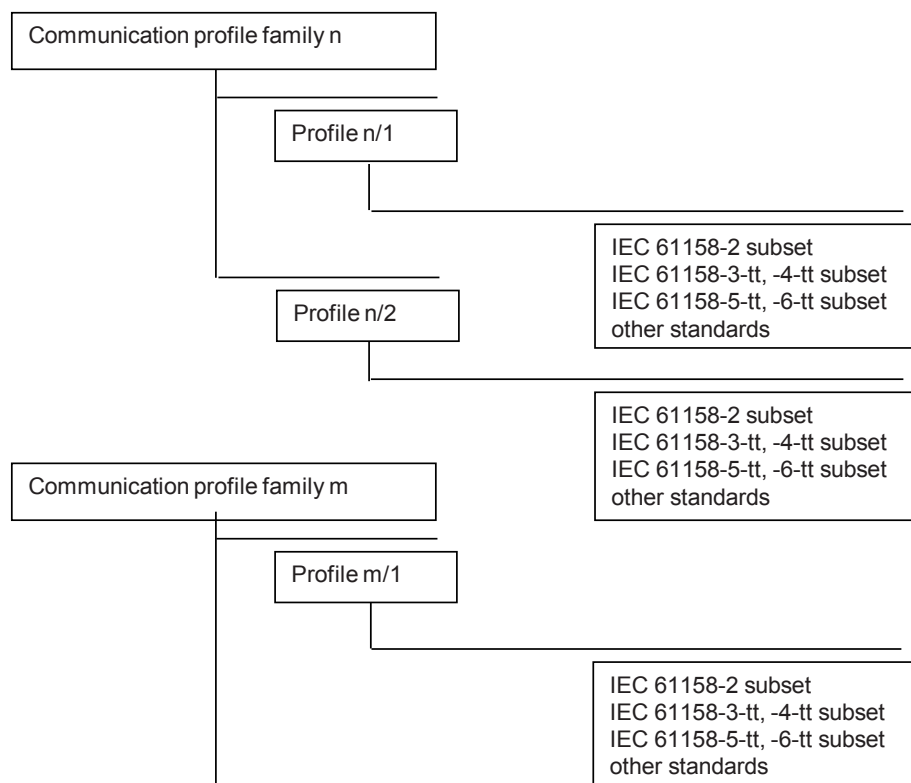 Communication profile family n
Profile n/1
IEC 61158-2 subset
IEC 61158-3-tt, -4-tt subset
IEC 61158-5-tt, -6-tt subset
other standards
Profile n/2
IEC 61158-2 subset
IEC 61158-3-tt, -4-tt subset
IEC 61158-5-tt, -6-tt subset
other standards
Communication profile family m
Profile m/1
IEC 61158-2 subset
IEC 61158-3-tt, -4-tt subset
IEC 61158-5-tt, -6-tt subset
other standards